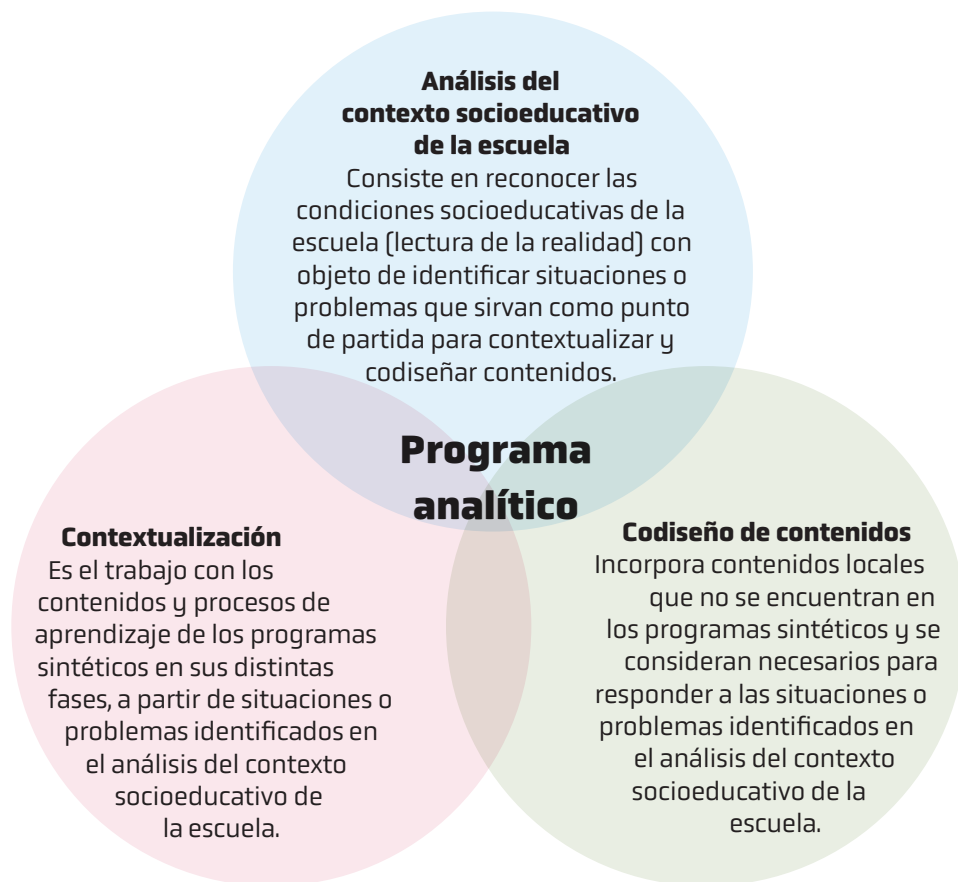 Análisis del
contexto socioeducativo
de la escuela
Consiste en reconocer las
condiciones socioeducativas de la
escuela (lectura de la realidad) con
objeto de identificar situaciones o
problemas que sirvan como punto
de partida para contextualizar y
codiseñar contenidos.
Programa
analítico
Contextualización
Es el trabajo con los
contenidos y procesos de
aprendizaje de los programas
sintéticos en sus distintas
fases, a partir de situaciones o
problemas identificados en
el análisis del contexto
socioeducativo de
la escuela.
Codiseño de contenidos
Incorpora contenidos locales
que no se encuentran en
los programas sintéticos y se
consideran necesarios para
responder a las situaciones o
problemas identificados en
el análisis del contexto
socioeducativo de la
escuela.